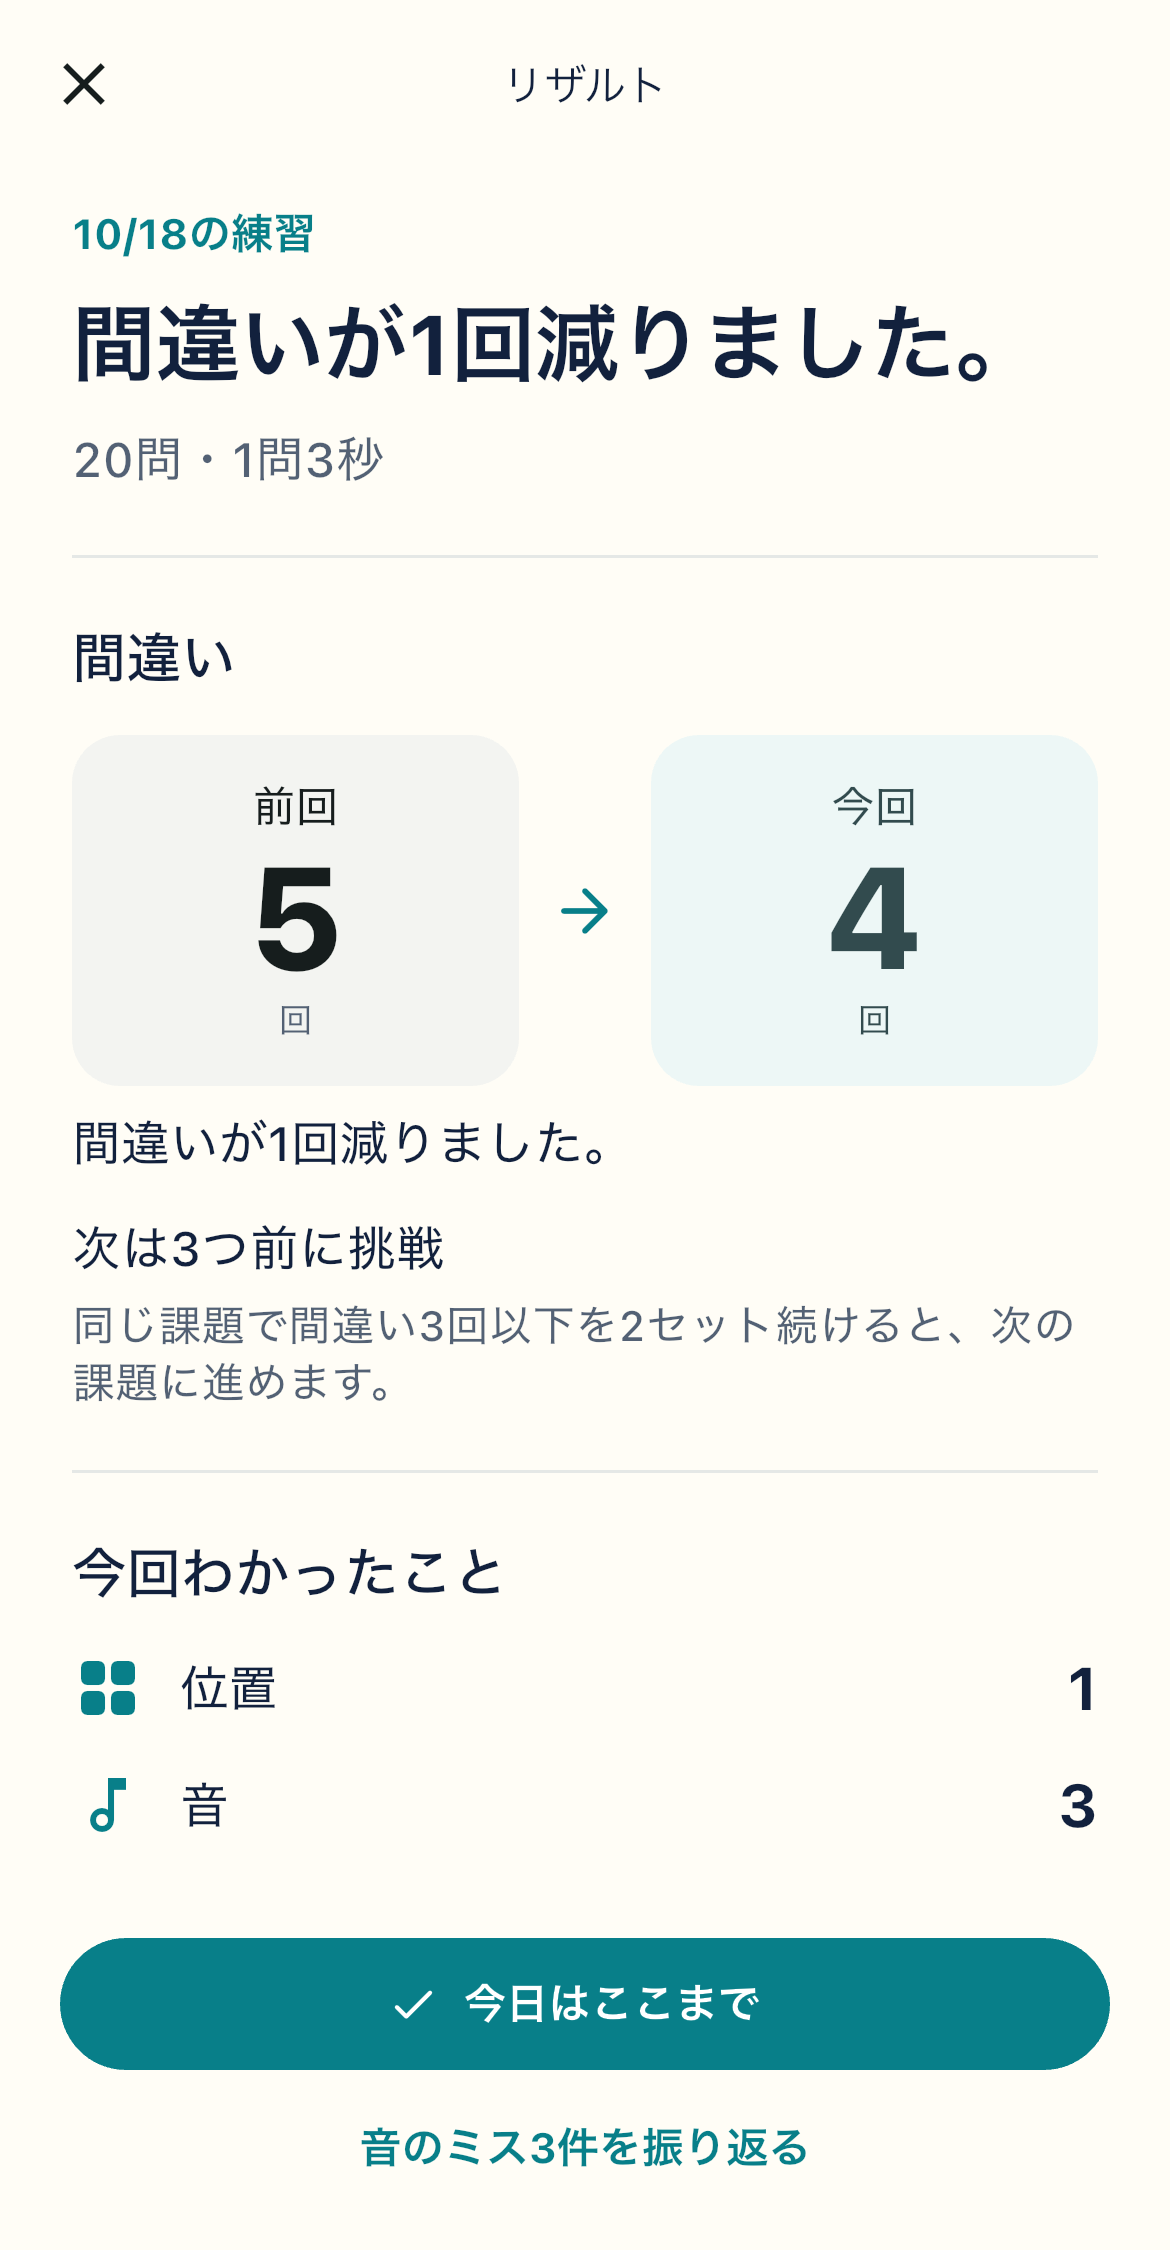 リザルト
10/18の練習
間違いが1回減りました。
20問・1問3秒
間違い
前回
5
回
今回
4
回
間違いが1回減りました。
次は3つ前に挑戦
同じ課題で間違い3回以下を2セット続けると、次の
課題に進めます。
今回わかったこと
位置
1
音
3
今日はここまで
音のミス3件を振り返る